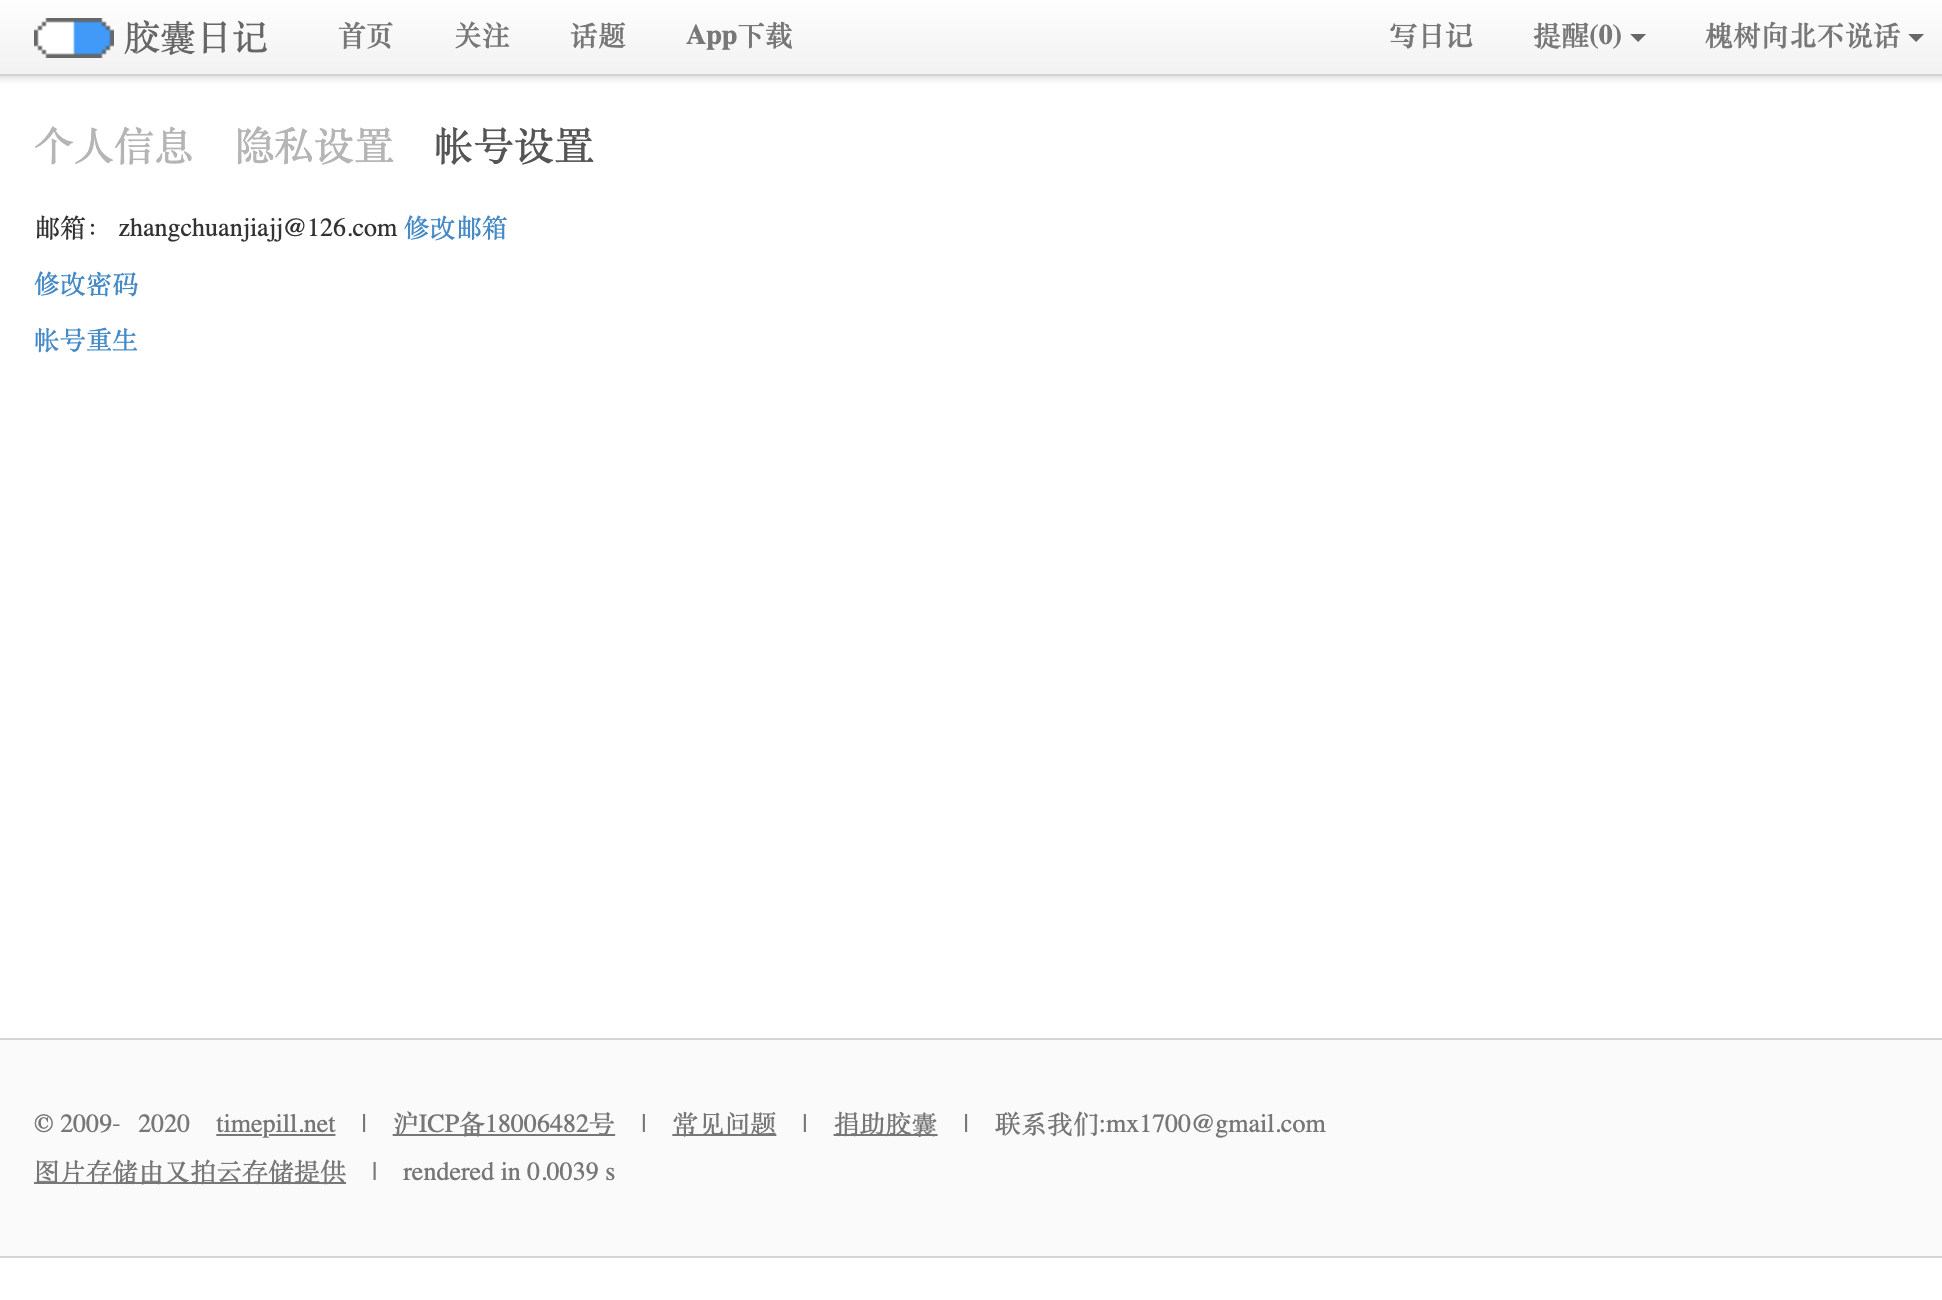 胶囊日记 首页 关注 话题 App下载 写日记 提醒(0) 槐树向北不说话
个人信息 隐私设置 帐号设置
邮箱： zhangchuanjiajj@126.com 修改邮箱
修改密码
帐号重生
© 2009- 2020 timepill.net | 沪ICP备18006482号 | 常见问题 | 捐助胶囊 | 联系我们:mx1700@gmail.com
图片存储由又拍云存储提供 | rendered in 0.0039 s